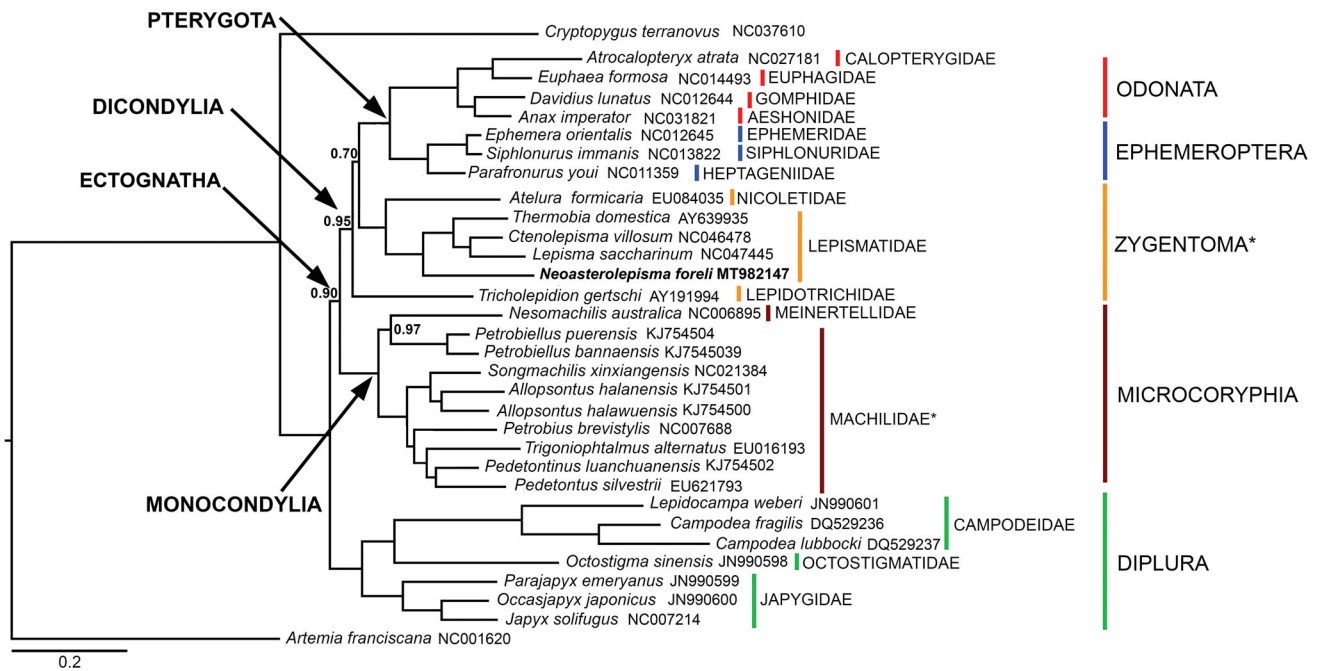 PTERYGOTA
Cryptopygus terranovus NC037610
Atrocalopteryx atrata NC027181 CALOPTERYGIDAE
Euphaea formosa NC014493 EUPHAGIDAE
ODONATA
DICONDYLIA
Davidius lunatus NC012644 GOMPHIDAE
Anax imperator NC031821 AESHONIDAE
Ephemera orientalis NC012645 EPHEMERIDAE
0.70
Siphlonurus immanis NC013822 SIPHLONURIDAE
EPHEMEROPTERA
Parafronurus youi NC011359 HEPTAGENIIDAE
ECTOGNATHA
Atelura formicaria EU084035 NICOLETIDAE
0.95
Thermobia domestica AY639935
Ctenolepisma villosum NC046478
LEPISMATIDAE
ZYGENTOMA*
Lepisma saccharinum NC047445
Neoasterolepisma foreli MT982147
0.90
Tricholepidion gertschi AY191994 LEPIDOTRICHIDAE
Nesomachilis australica NC006895 MEINERTELLIDAE
0.97
Petrobiellus puerensis KJ754504
Petrobiellus bannaensis KJ7545039
Songmachilis xinxiangensis NC021384
Allopsontus halanensis KJ754501
MICROCORYPHIA
Allopsontus halawuensis KJ754500
MACHILIDAE*
Petrobius brevistylis NC007688
Trigoniophtalmus alternatus EU016193
Pedetontinus luanchuanensis KJ754502
Pedetontus silvestrii EU621793
MONOCONDYLIA
Lepidocampa weberi JN990601
Campodea fragilis DQ529236 CAMPODEIDAE
Campodea lubbocki DQ529237
Octostigma sinensis JN990598 OCTOSTIGMATIDAE
DIPLURA
Parajapyx emeryanus JN990599
Occasjapyx japonicus JN990600 JAPYGIDAE
Japyx solifugus NC007214
Artemia franciscana NC001620
0.2